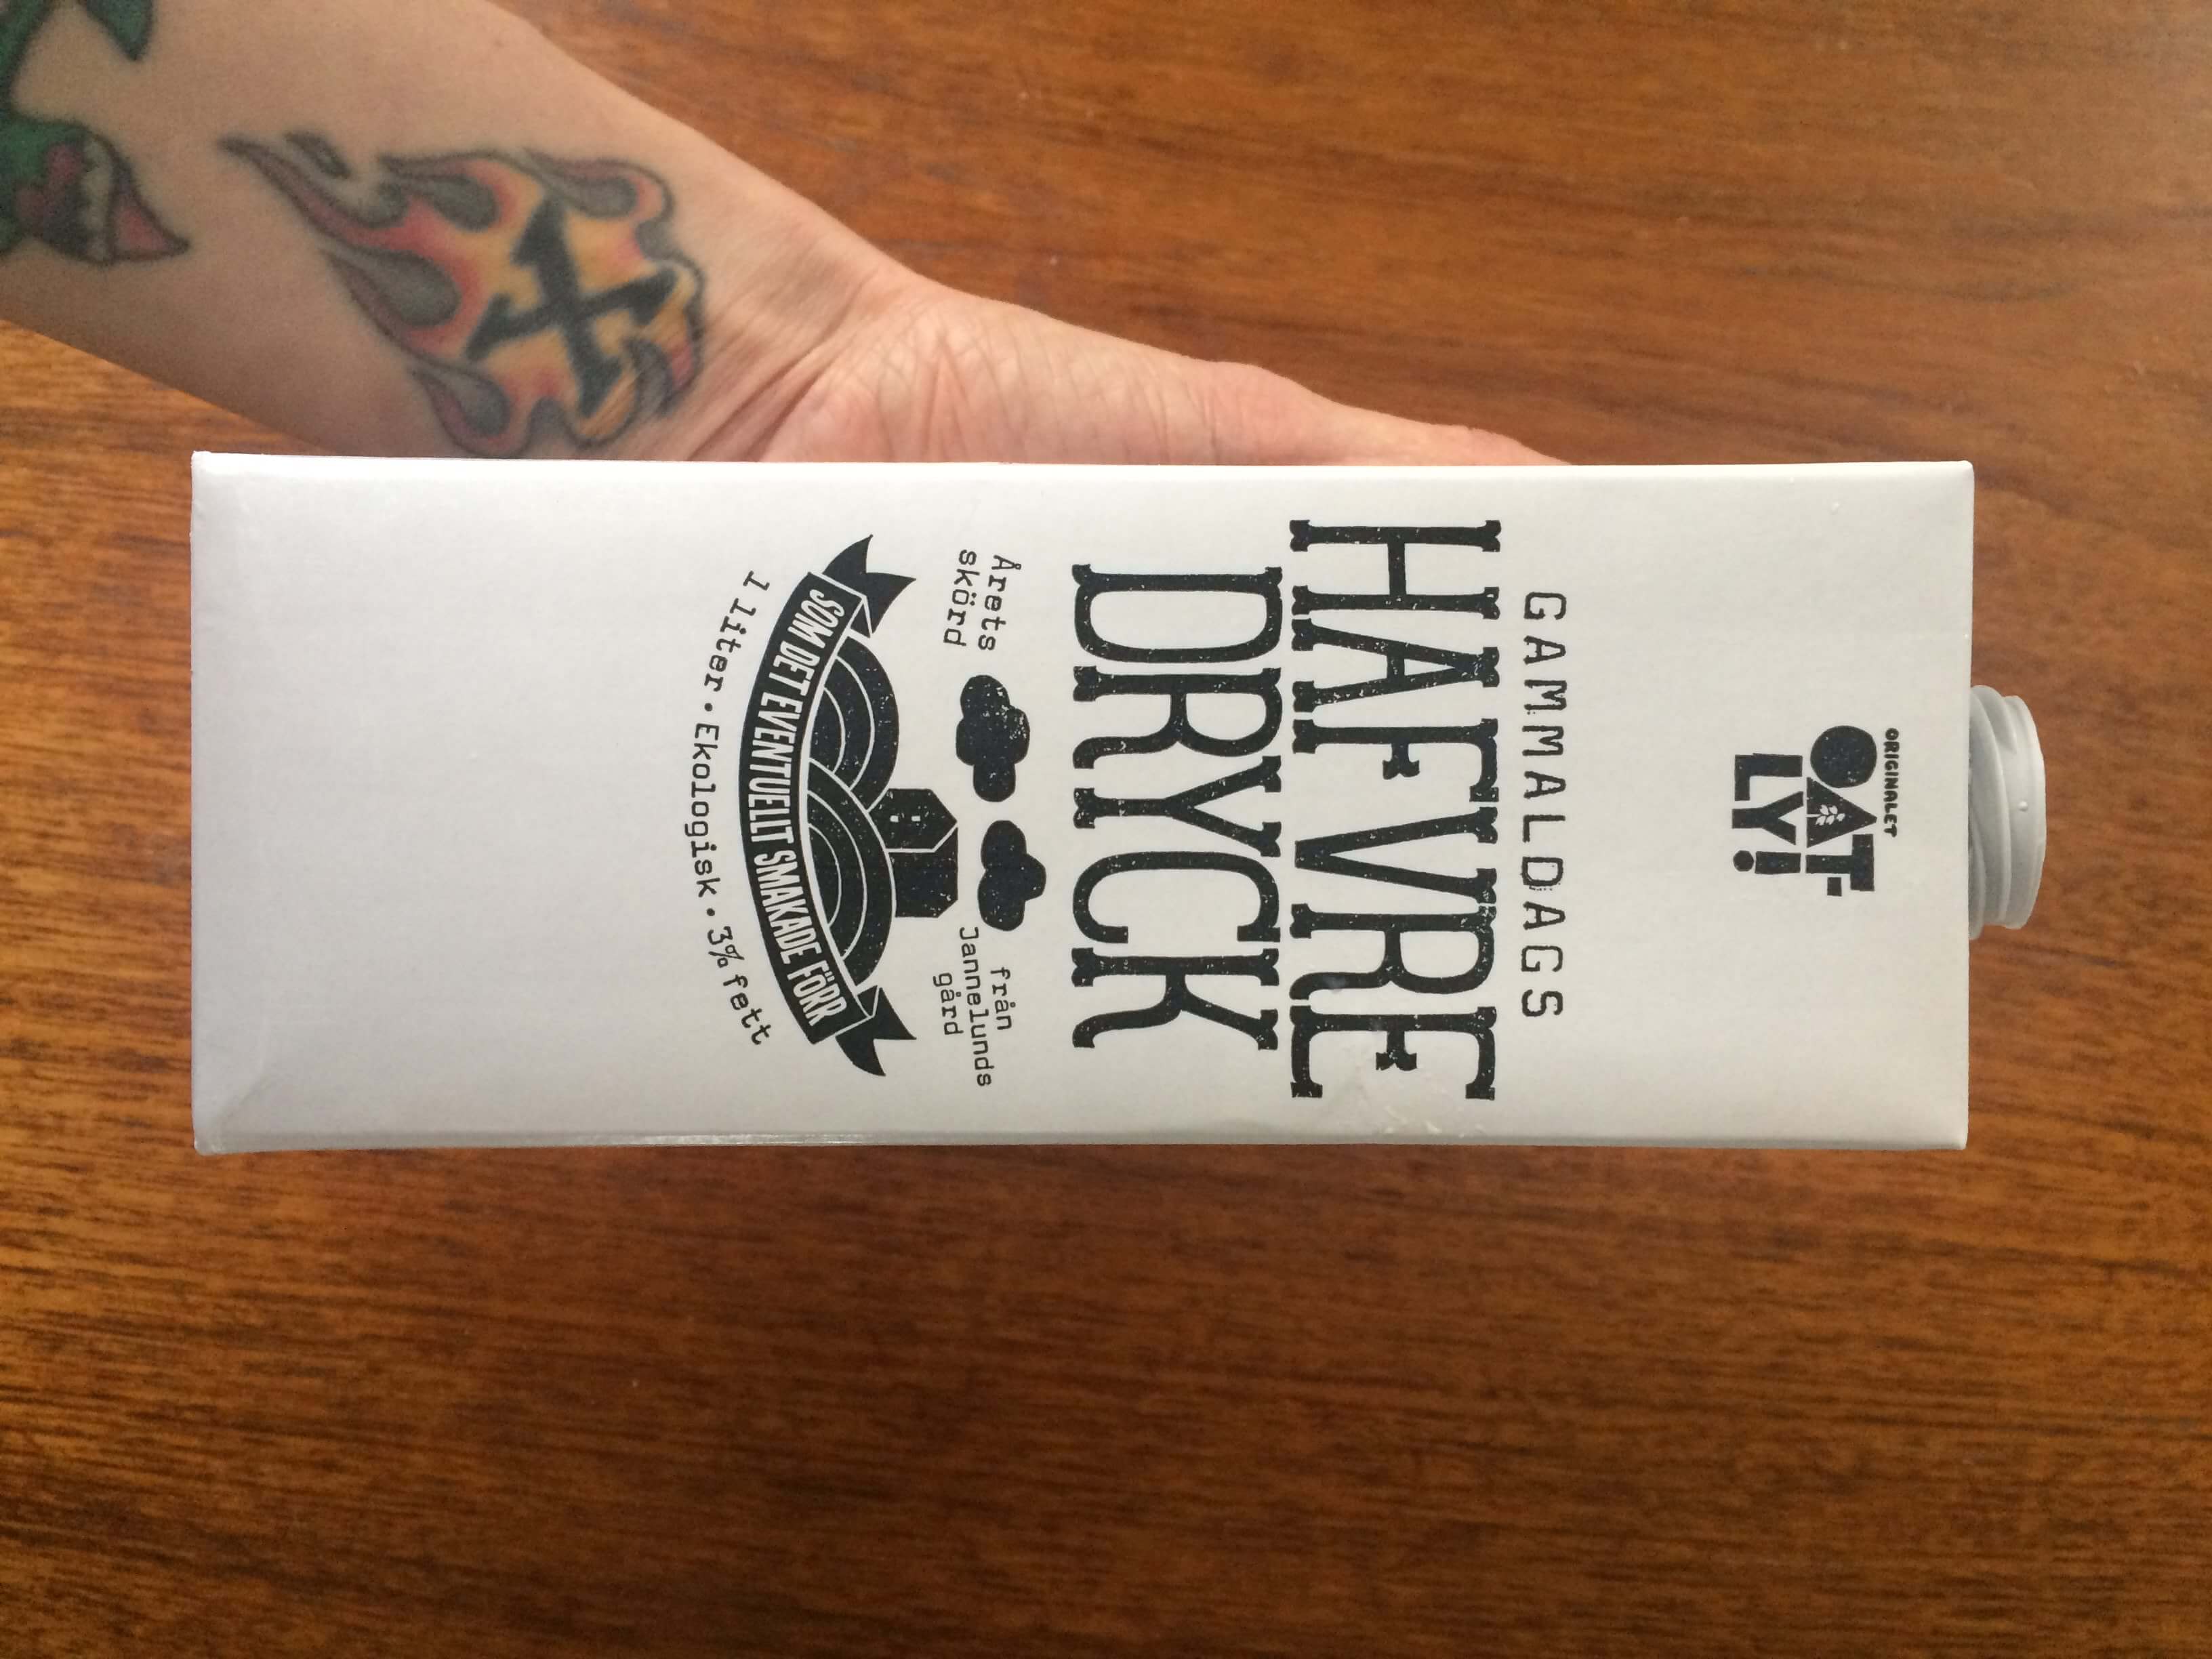 ORIGINALET
OAT-
LY!
GAMMALDAGS
HAFVRE
DRYCK
Årets
skörd
från
Jannelunds
gård
SOM DET EVENTUELLT SMAKADE FÖRR
1 liter • Ekologisk • 3% fett